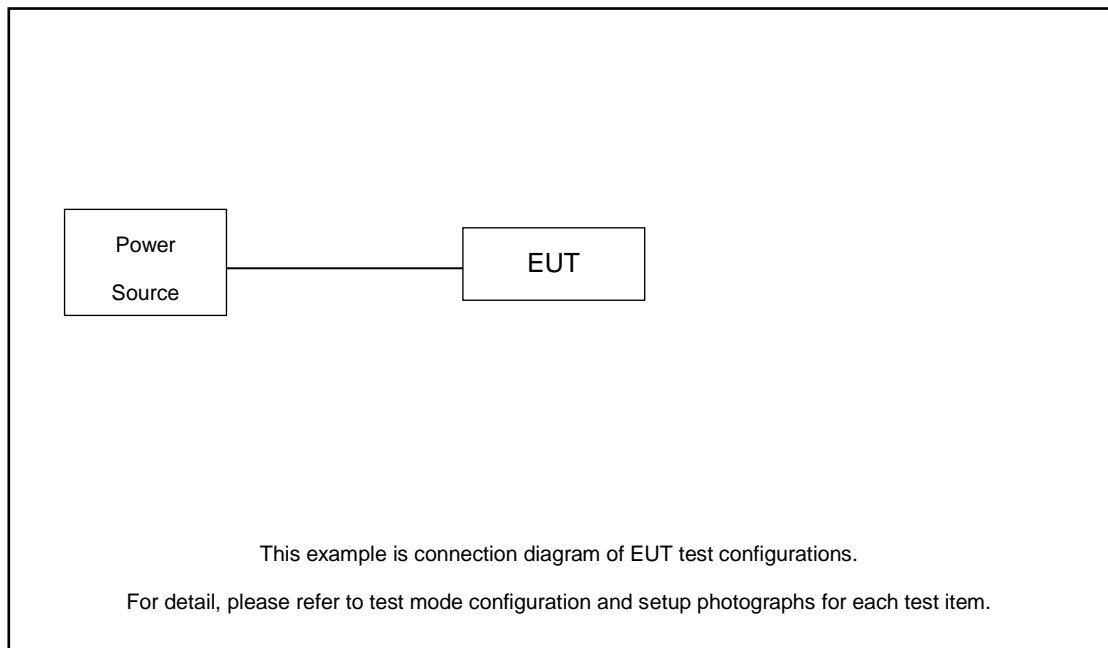 Power
Source
EUT
This example is connection diagram of EUT test configurations.
For detail, please refer to test mode configuration and setup photographs for each test item.